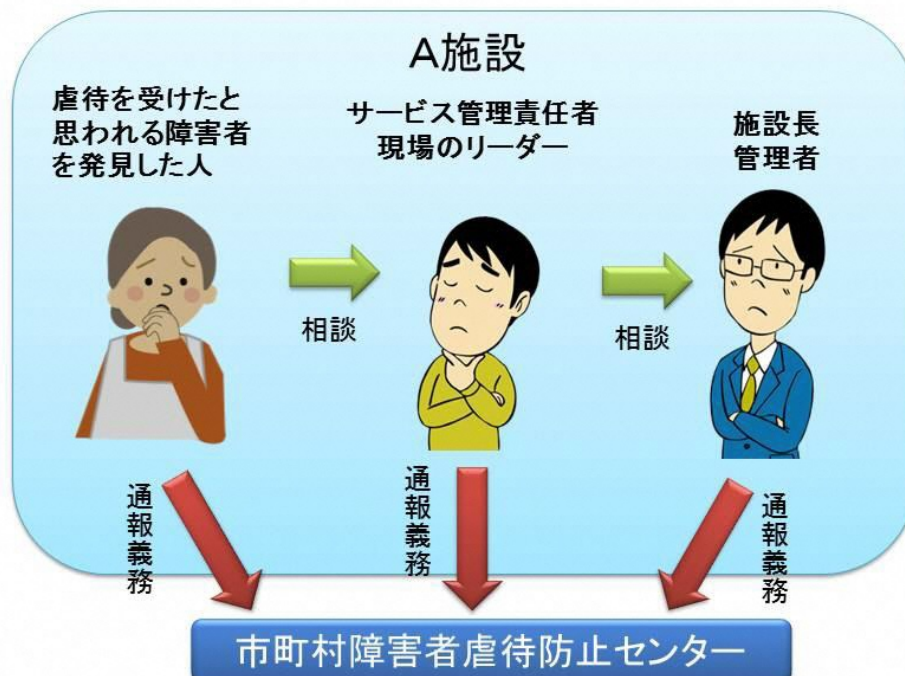 A施設
虐待を受けたと
思われる障害者
を発見した人
サービス管理責任者
現場のリーダー
施設長
管理者
相談
相談
通報義務
通報義務
通報義務
市町村障害者虐待防止センター